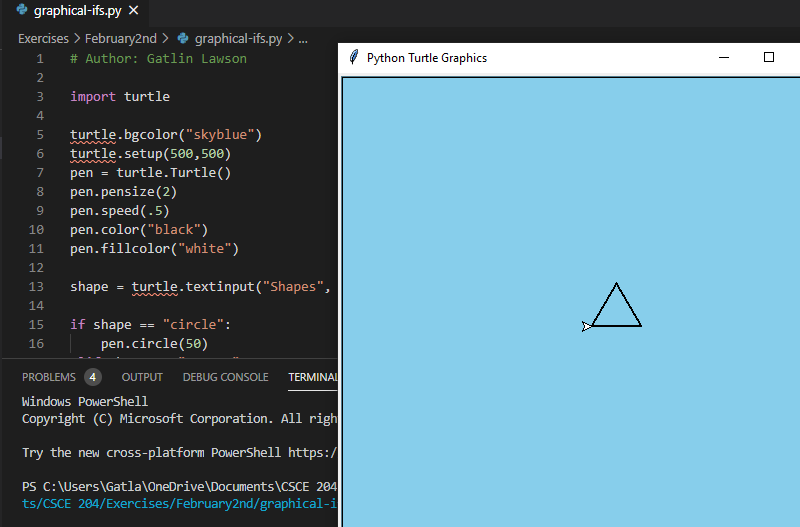 graphical-ifs.py
Exercises > February2nd > graphical-ifs.py > ...
1 # Author: Gatlin Lawson
2
3 import turtle
4
5 turtle.bgcolor("skyblue")
6 turtle.setup(500,500)
7 pen = turtle.Turtle()
8 pen.pensize(2)
9 pen.speed(.5)
10 pen.color("black")
11 pen.fillcolor("white")
12
13 shape = turtle.textinput("Shapes",
14
15 if shape == "circle":
16 pen.circle(50)
PROBLEMS 4 OUTPUT DEBUG CONSOLE TERMINAL
Windows PowerShell
Copyright (C) Microsoft Corporation. All righ
Try the new cross-platform PowerShell https:/
PS C:\Users\Gatla\OneDrive\Documents\CSCE 204
ts/CSCE 204/Exercises/February2nd/graphical-i
Python Turtle Graphics